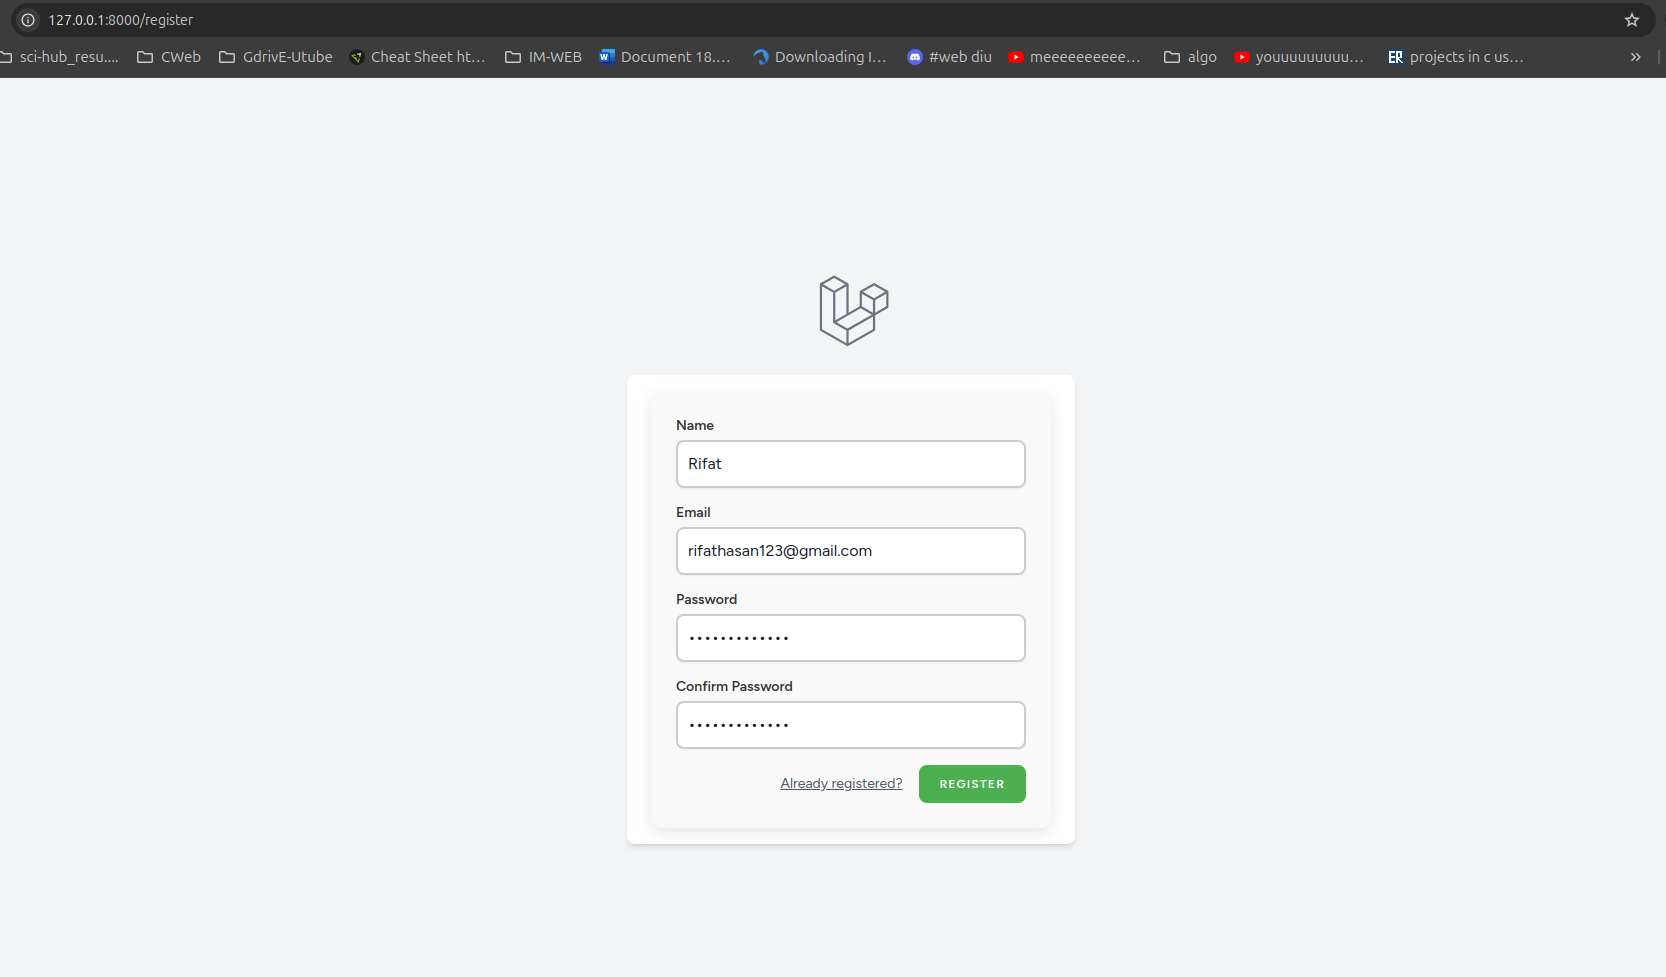 127.0.0.1:8000/register
sci-hub_resu.... CWeb GdrivE-Utube Cheat Sheet ht... IM-WEB Document 18.... Downloading I... #web diu meeeeeeeeee... algo youuuuuuuuu... ER projects in c us... »
Name
Rifat
Email
rifathasan123@gmail.com
Password
•••••••••••••
Confirm Password
•••••••••••••
Already registered? REGISTER